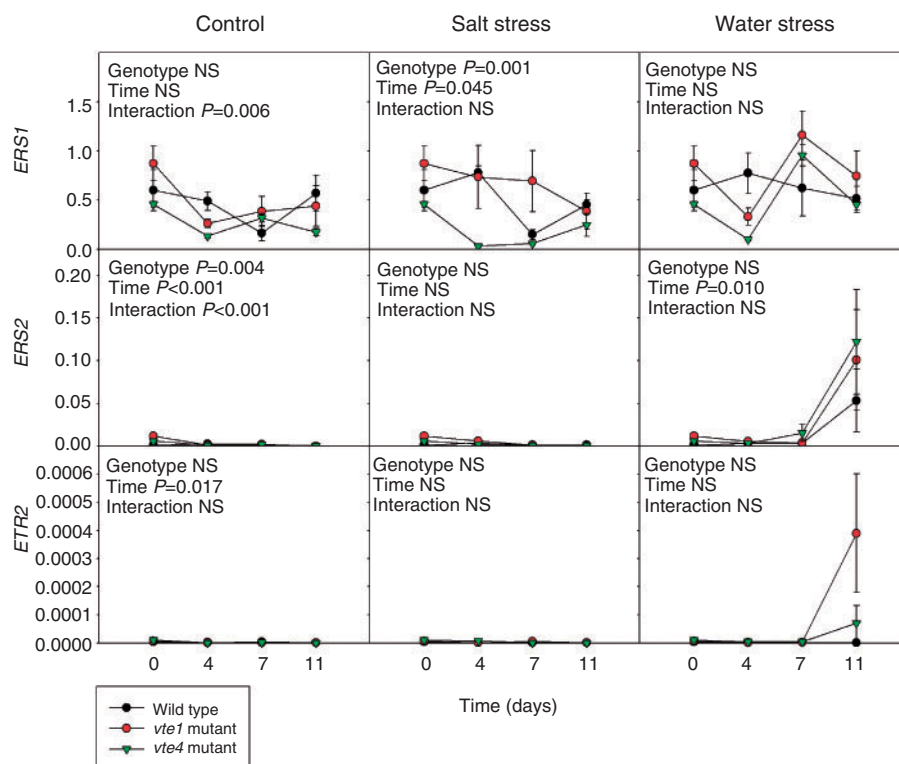 Control
Salt stress
Water stress
ERS1
1.5
1.0
0.5
0.0
Genotype NS
Time NS
Interaction P=0.006
Genotype P=0.001
Time P=0.045
Interaction NS
Genotype NS
Time NS
Interaction NS
ERS2
0.20
0.15
0.10
0.05
0.00
Genotype P=0.004
Time P<0.001
Interaction P<0.001
Genotype NS
Time NS
Interaction NS
Genotype NS
Time P=0.010
Interaction NS
ETR2
0.0006
0.0005
0.0004
0.0003
0.0002
0.0001
0.0000
Genotype NS
Time P=0.017
Interaction NS
Genotype NS
Time NS
Interaction NS
Genotype NS
Time NS
Interaction NS
0 4 7 11
0 4 7 11
0 4 7 11
Time (days)
Wild type
vte1 mutant
vte4 mutant